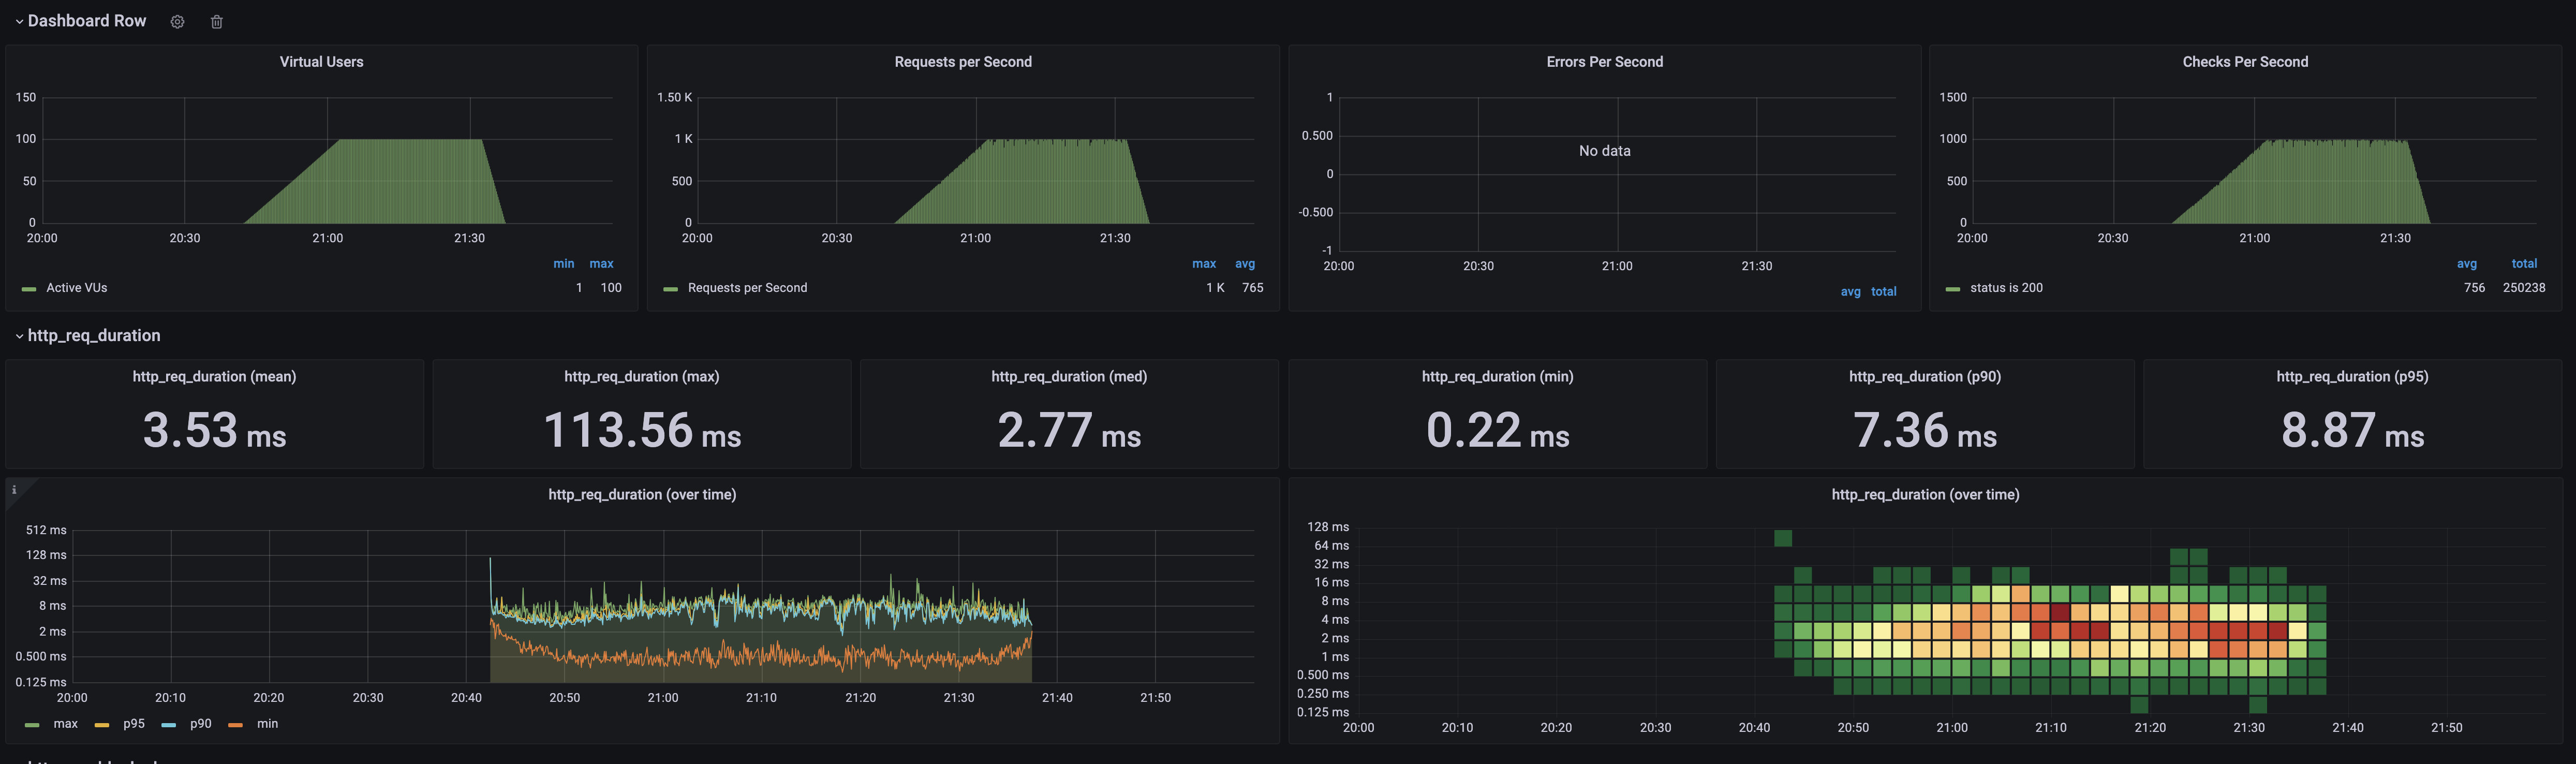 Dashboard Row
Virtual Users
150
100
50
0
20:00 20:30 21:00 21:30
min max
Active VUs 1 100
Requests per Second
1.50 K
1 K
500
0
20:00 20:30 21:00 21:30
max avg
Requests per Second 1 K 765
Errors Per Second
1
0.500
0
-0.500
-1
No data
20:00 20:30 21:00 21:30
avg total
Checks Per Second
1500
1000
500
0
20:00 20:30 21:00 21:30
avg total
status is 200 756 250238
http_req_duration
http_req_duration (mean)
3.53 ms
http_req_duration (max)
113.56 ms
http_req_duration (med)
2.77 ms
http_req_duration (min)
0.22 ms
http_req_duration (p90)
7.36 ms
http_req_duration (p95)
8.87 ms
i
http_req_duration (over time)
512 ms
128 ms
32 ms
8 ms
2 ms
0.500 ms
0.125 ms
20:00 20:10 20:20 20:30 20:40 20:50 21:00 21:10 21:20 21:30 21:40 21:50
max p95 p90 min
http_req_duration (over time)
128 ms
64 ms
32 ms
16 ms
8 ms
4 ms
2 ms
1 ms
0.500 ms
0.250 ms
0.125 ms
20:00 20:10 20:20 20:30 20:40 20:50 21:00 21:10 21:20 21:30 21:40 21:50